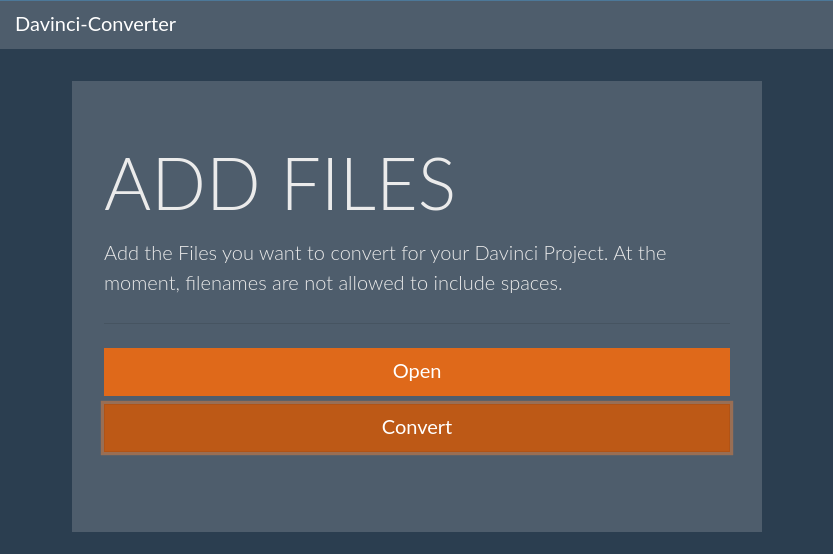 Davinci-Converter
ADD FILES
Add the Files you want to convert for your Davinci Project. At the
moment, filenames are not allowed to include spaces.
Open
Convert